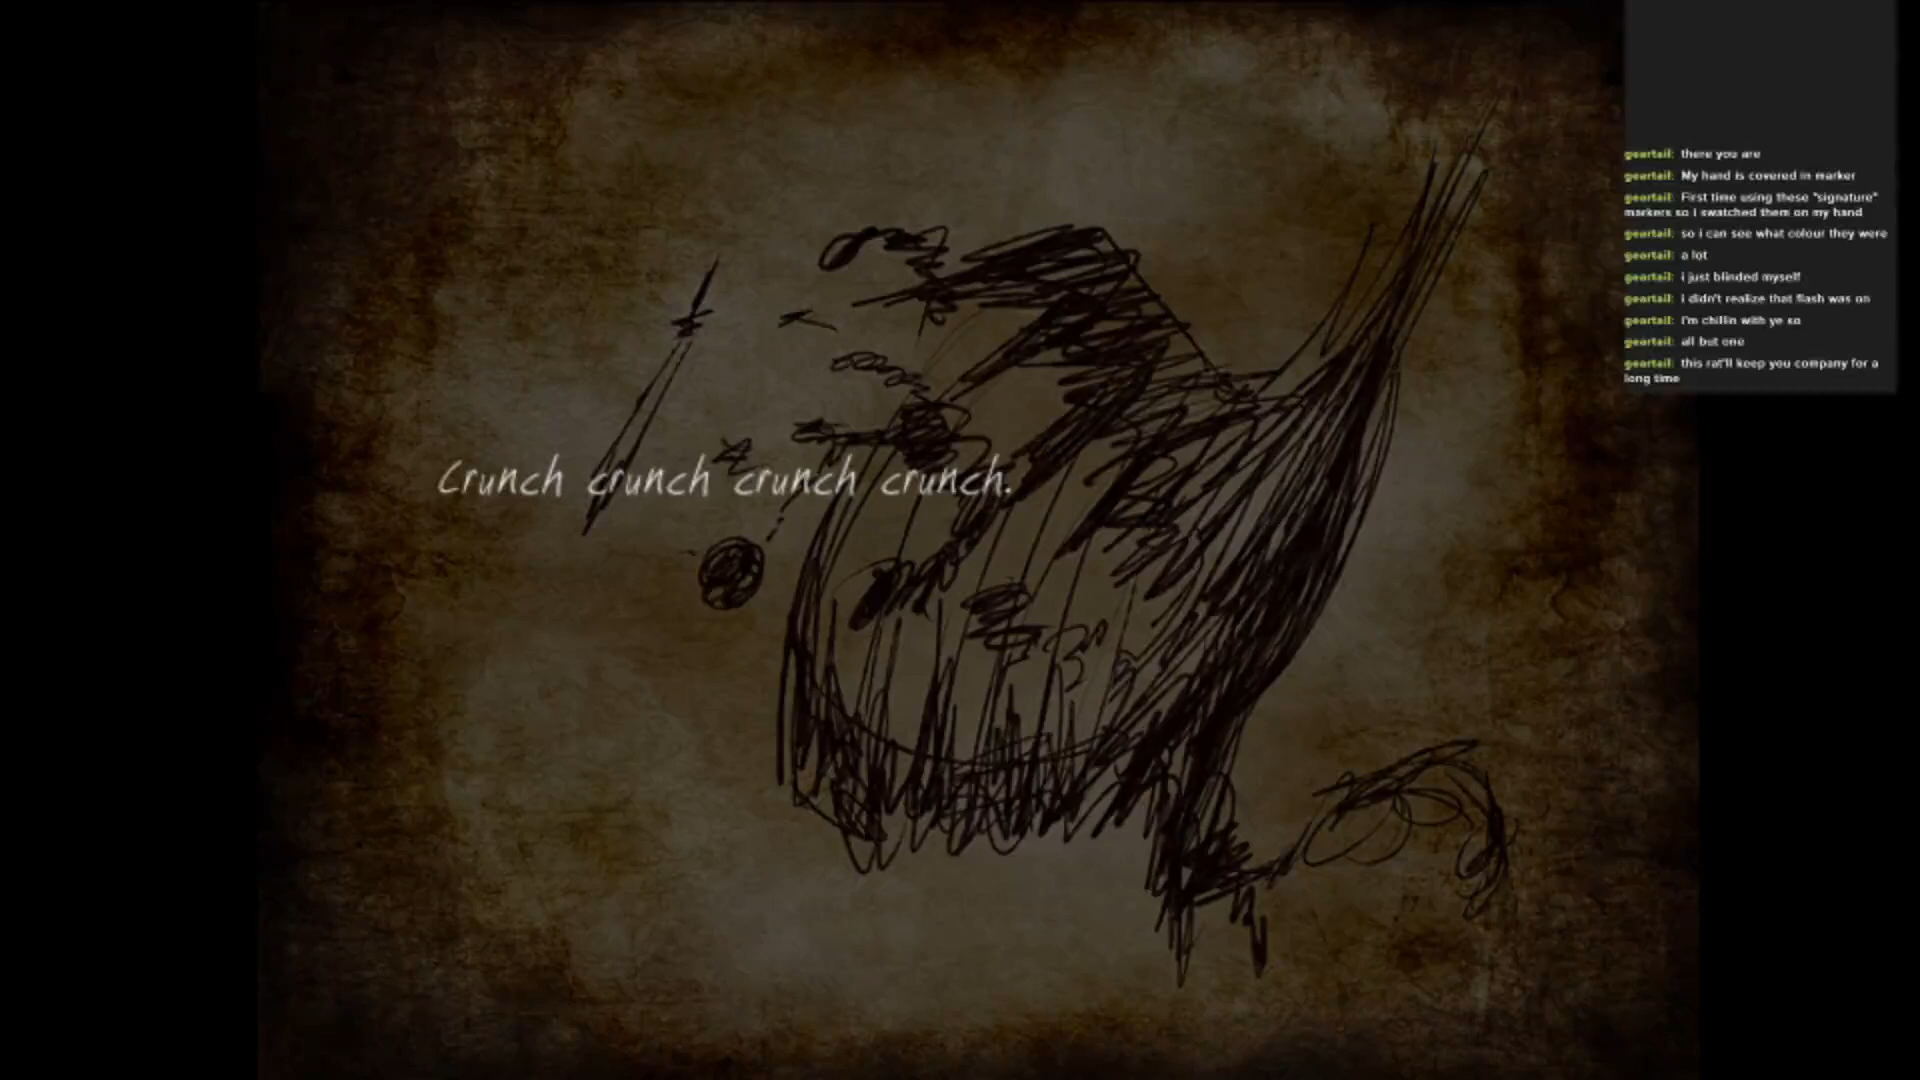 Crunch crunch crunch crunch.
geartail: there you are
geartail: My hand is covered in marker
geartail: First time using these "signature"
markers so i swatched them on my hand
geartail: so i can see what colour they were
geartail: a lot
geartail: i just blinded myself
geartail: i didn't realize that flash was on
geartail: I'm chillin with ye so
geartail: all but one
geartail: this rat'll keep you company for a
long time